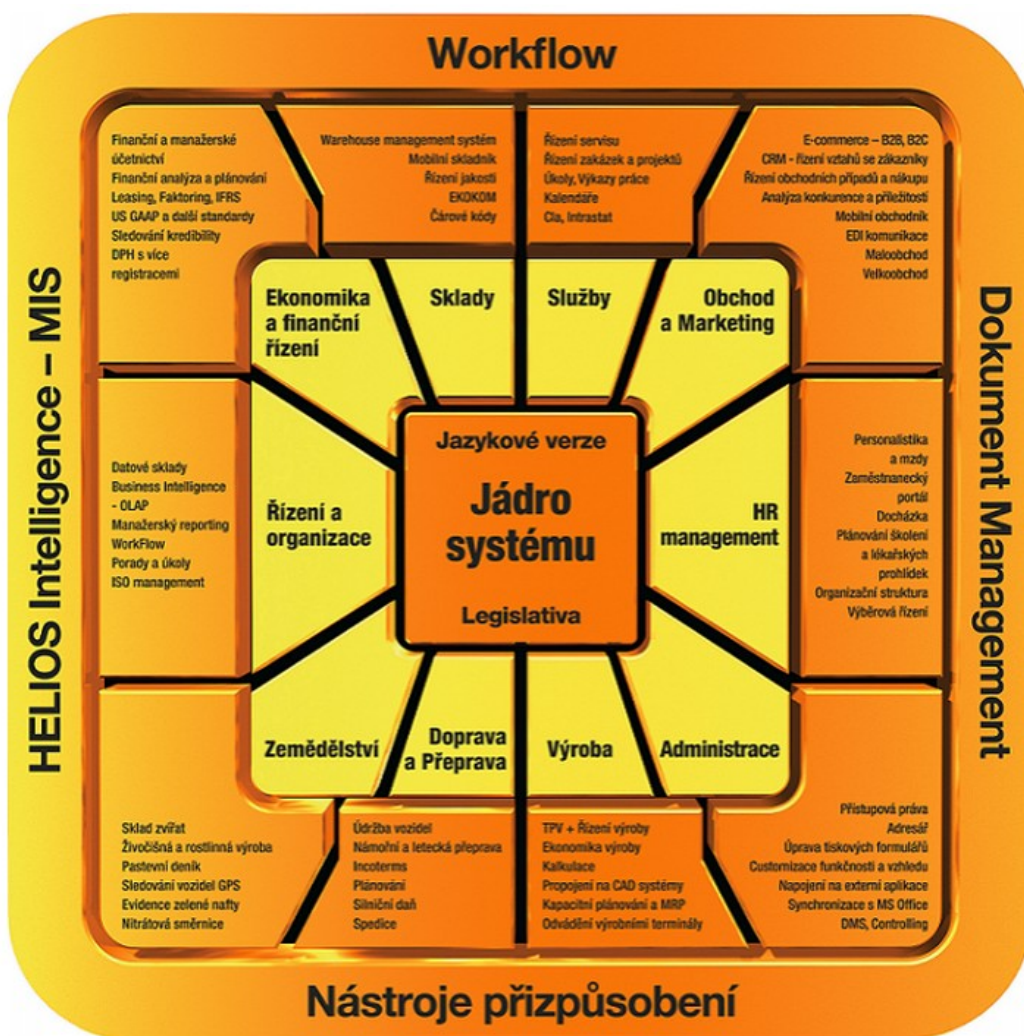 Workflow
Finanční a manažerské
účetnictví
Finanční analýza a plánování
Leasing, Faktoring, IFRS
US GAAP a další standardy
Sledování kredibility
DPH s více
registracemi
Warehouse management systém
Mobilní skladník
Řízení jakosti
EKOKOM
Čárové kódy
Řízení servisu
Řízení zakázek a projektů
Úkoly, Výkazy práce
Kalendáře
Cla, Intrastat
E-commerce – B2B, B2C
CRM - řízení vztahů se zákazníky
Řízení obchodních případů a nákupu
Analýza konkurence a příležitostí
Mobilní obchodník
EDI komunikace
Maloobchod
Velkoobchod
Ekonomika
a finanční
řízení
Sklady
Služby
Obchod
a Marketing
HELIOS Intelligence – MIS
Datové sklady
Business Intelligence
- OLAP
Manažerský reporting
WorkFlow
Porady a úkoly
ISO management
Řízení a
organizace
Jazykové verze
Jádro
systému
Legislativa
HR
management
Personalistika
a mzdy
Zaměstnanecký
portál
Docházka
Plánování školení
a lékařských
prohlídek
Organizační struktura
Výběrová řízení
Dokument Management
Zemědělství
Doprava
a Přeprava
Výroba
Administrace
Sklad zvířat
Živočišná a rostlinná výroba
Pastevní deník
Sledování vozidel GPS
Evidence zelené nafty
Nitrátová směrnice
Údržba vozidel
Námořní a letecká přeprava
Incoterms
Plánování
Silniční daň
Spedice
TPV + Řízení výroby
Ekonomika výroby
Kalkulace
Propojení na CAD systémy
Kapacitní plánování a MRP
Odvádění výrobními terminály
Přístupová práva
Adresář
Úprava tiskových formulářů
Customizace funkčnosti a vzhledu
Napojení na externí aplikace
Synchronizace s MS Office
DMS, Controlling
Nástroje přizpůsobení